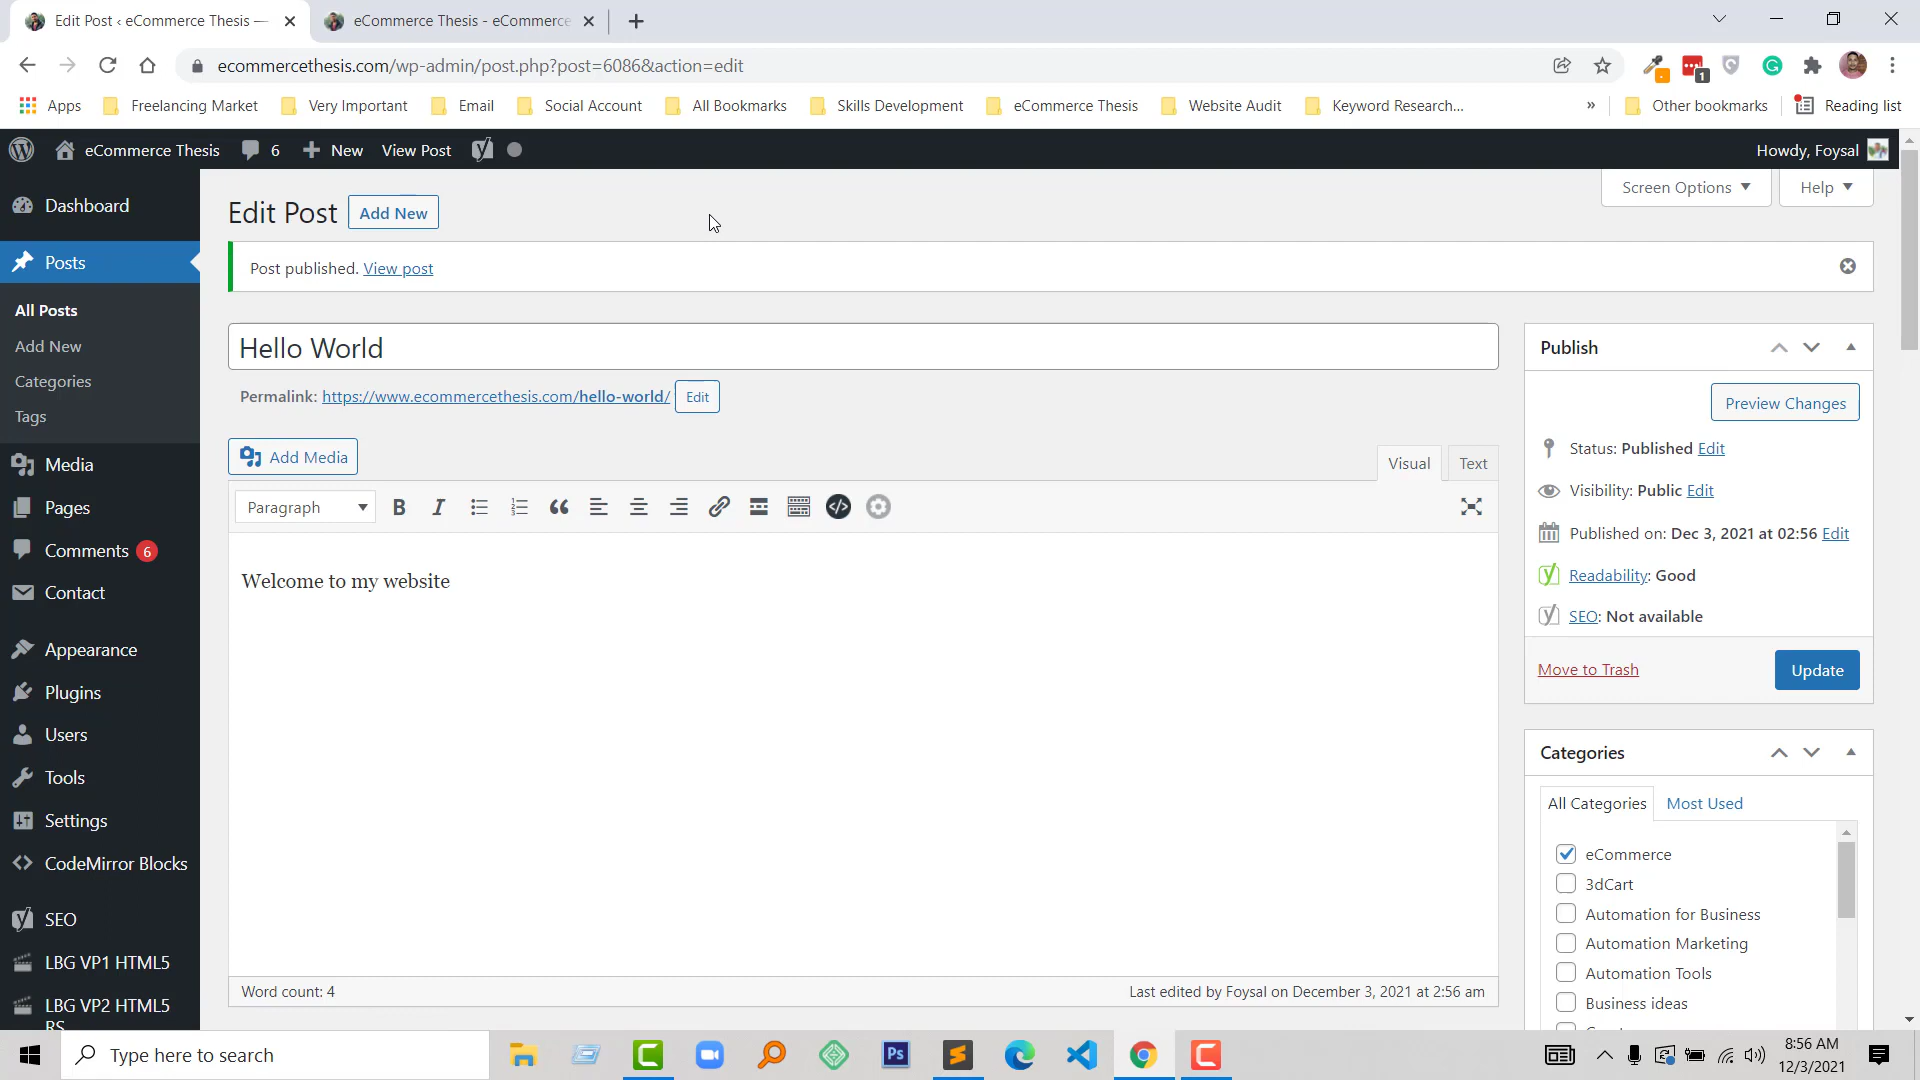 Edit Post ‹ eCommerce Thesis —
eCommerce Thesis - eCommerce
ecommercethesis.com/wp-admin/post.php?post=6086&action=edit
1
Apps
Freelancing Market
Very Important
Email
Social Account
All Bookmarks
Skills Development
eCommerce Thesis
Website Audit
Keyword Research...
»
Other bookmarks
Reading list
eCommerce Thesis
6
New
View Post
Howdy, Foysal
Dashboard
Posts
All Posts
Add New
Categories
Tags
Media
Pages
Comments 6
Contact
Appearance
Plugins
Users
Tools
Settings
CodeMirror Blocks
SEO
LBG VP1 HTML5
LBG VP2 HTML5
RS
Screen Options
Help
Edit Post
Add New
Post published. View post
Hello World
Permalink: https://www.ecommercethesis.com/hello-world/ Edit
Add Media
Visual
Text
Paragraph
Welcome to my website
Word count: 4
Last edited by Foysal on December 3, 2021 at 2:56 am
Publish
Preview Changes
Status: Published Edit
Visibility: Public Edit
Published on: Dec 3, 2021 at 02:56 Edit
Readability: Good
SEO: Not available
Move to Trash
Update
Categories
All Categories
Most Used
eCommerce
3dCart
Automation for Business
Automation Marketing
Automation Tools
Business ideas
Type here to search
Ps
8:56 AM
12/3/2021